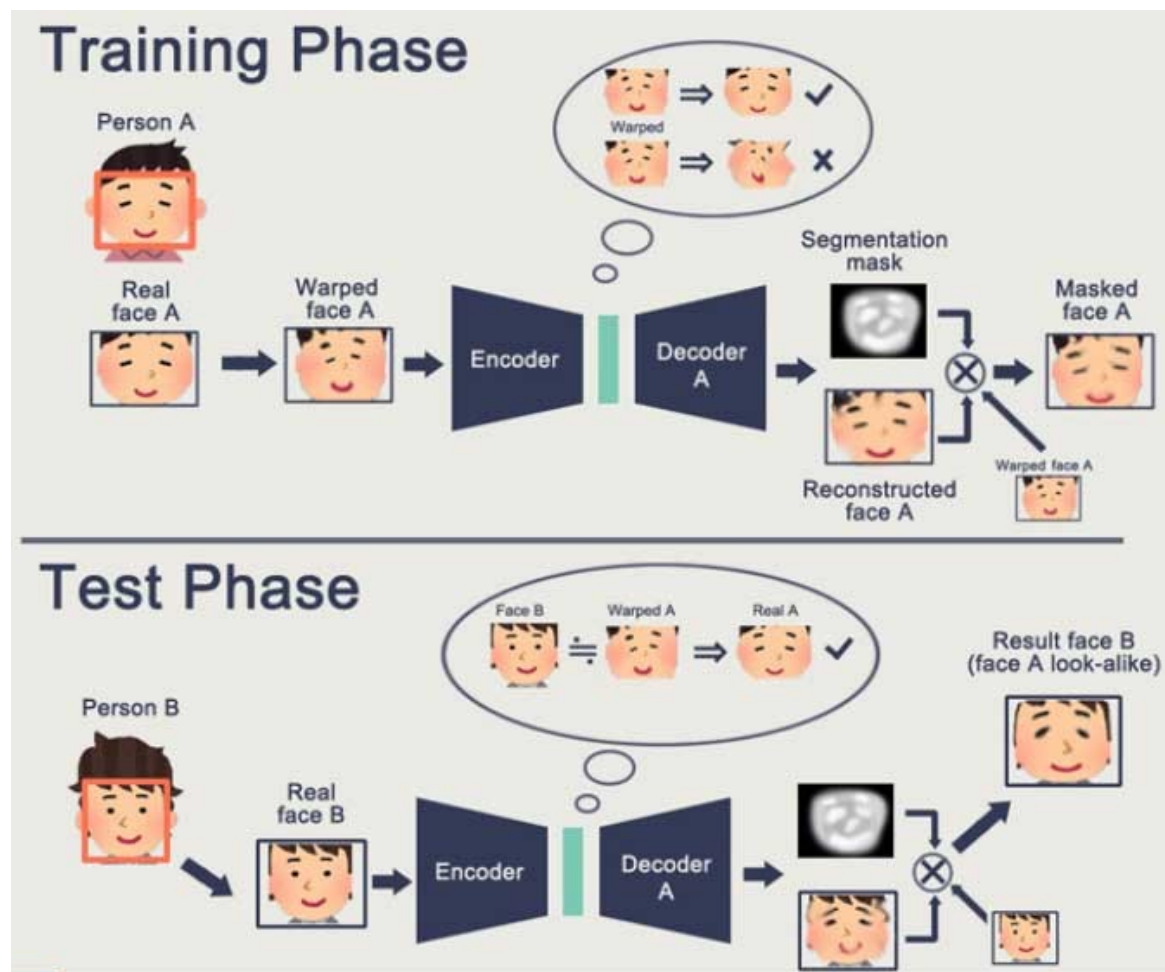 Training Phase
Person A
Warped
Real
face A
Warped
face A
Encoder
Decoder
A
Segmentation
mask
Reconstructed
face A
Masked
face A
Warped face A
Test Phase
Face B
Warped A
Real A
Person B
Real
face B
Encoder
Decoder
A
Result face B
(face A look-alike)